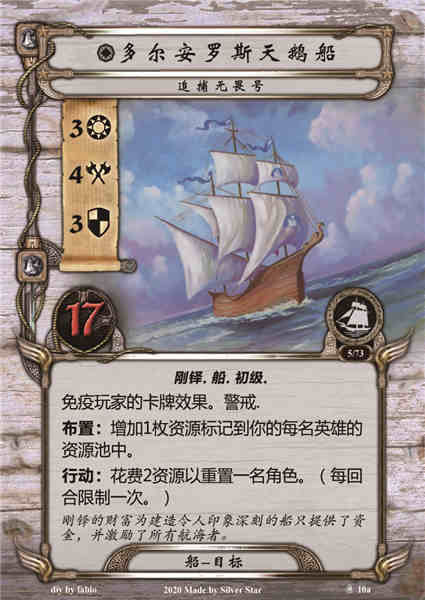 多尔安罗斯天鹅船
追捕无畏号
3
4
3
17
5/73
刚铎. 船. 初级.
免疫玩家的卡牌效果。警戒.
布置：增加1枚资源标记到你的每名英雄的
资源池中。
行动：花费2资源以重置一名角色。（每回
合限制一次。）
刚铎的财富为建造令人印象深刻的船只提供了资
金，并激励了所有航海者。
船–目标
diy by fabio
2020 Made by Silver Star
10a